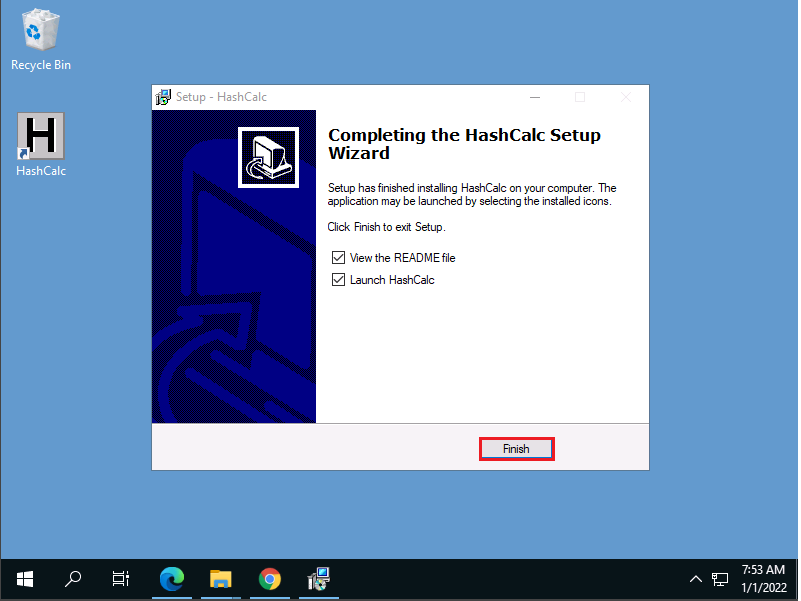 Recycle Bin
H
HashCalc
Setup - HashCalc
Completing the HashCalc Setup
Wizard
Setup has finished installing HashCalc on your computer. The
application may be launched by selecting the installed icons.
Click Finish to exit Setup.
View the README file
Launch HashCalc
Finish
7:53 AM
1/1/2022